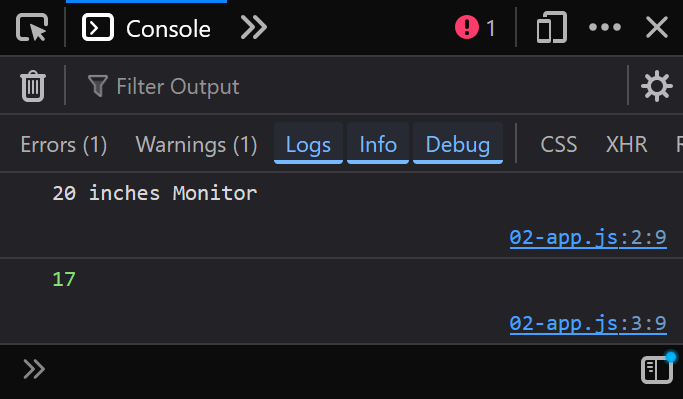 Console 1
Filter Output
Errors (1) Warnings (1) Logs Info Debug CSS XHR
20 inches Monitor
02-app.js:2:9
17
02-app.js:3:9